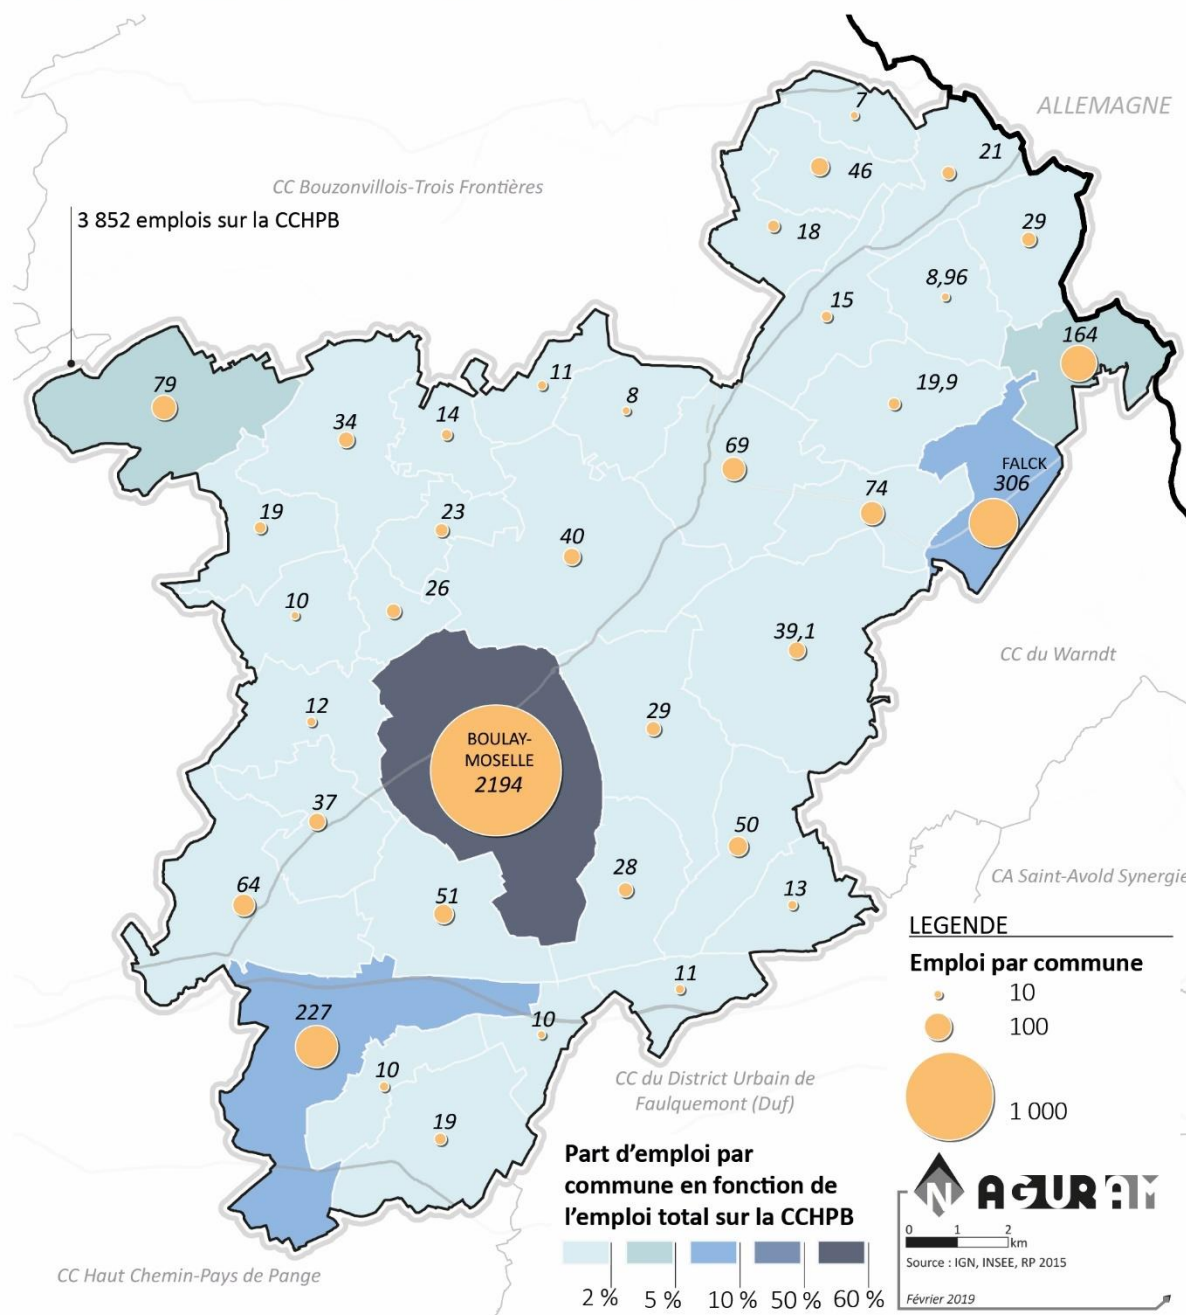 7
ALLEMAGNE
21
46
CC Bouzonvillois-Trois Frontières
3 852 emplois sur la CCHPB
18
29
8,96
15
164
79
11
19,9
8
34
14
69
FALCK
306
74
19
23
40
26
10
39,1
CC du Warndt
12
29
BOULAY-
MOSELLE
2194
37
50
28
CA Saint-Avold Synergie
64
51
13
LEGENDE
Emploi par commune
10
100
1 000
11
227
10
10
CC du District Urbain de
Faulquemont (Duf)
19
Part d'emploi par
commune en fonction de
l'emploi total sur la CCHPB
2 %
5 %
10 %
50 %
60 %
N
AGURAM
0 1 2
km
Source : IGN, INSEE, RP 2015
Février 2019
CC Haut Chemin-Pays de Pange